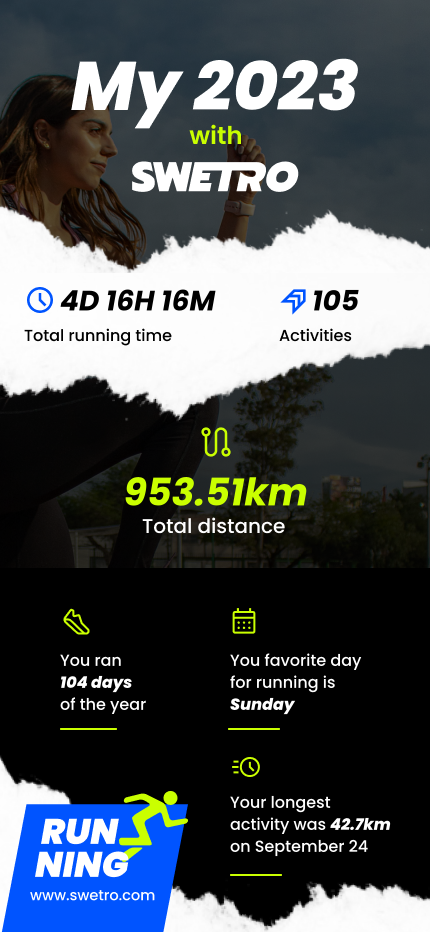 My 2023
with
SWETRO
4D 16H 16M
Total running time
105
Activities
953.51km
Total distance
You ran
104 days
of the year
You favorite day
for running is
Sunday
Your longest
activity was 42.7km
on September 24
RUN
NING
www.swetro.com